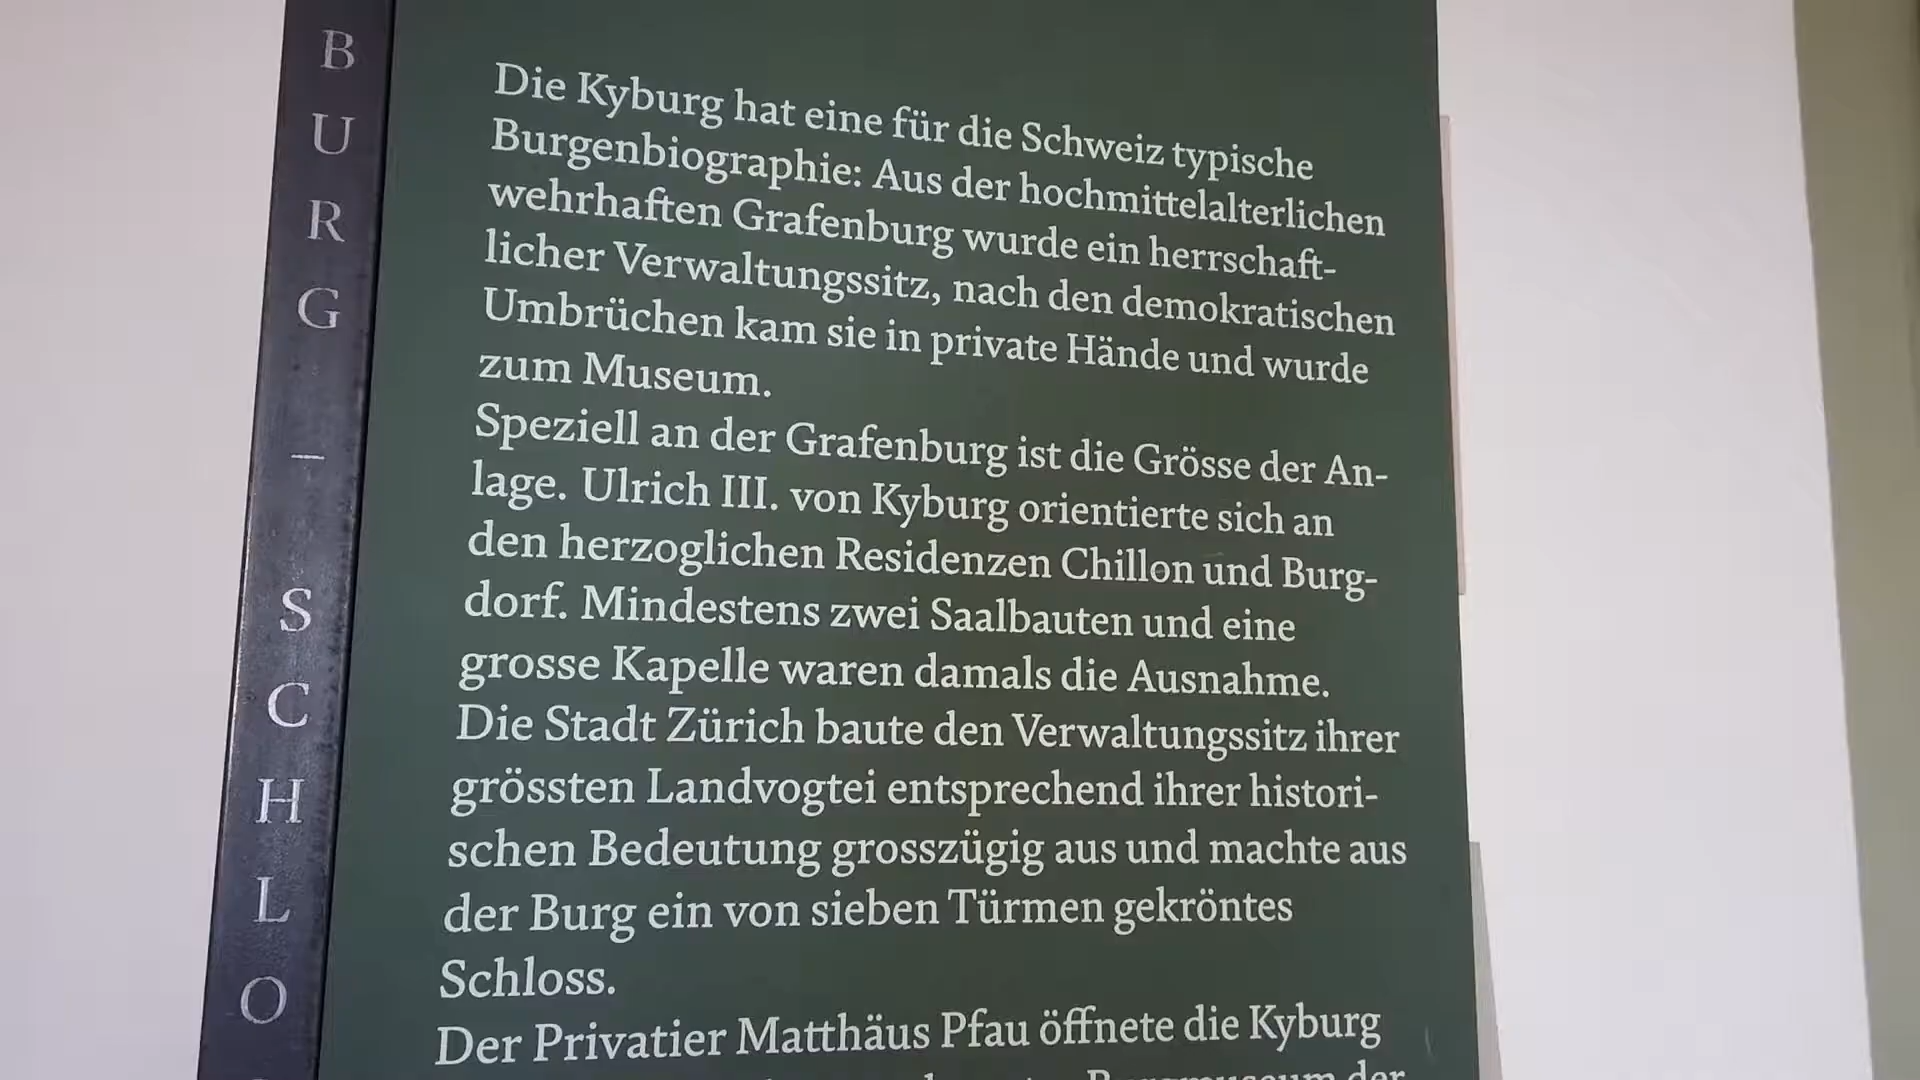 BURG – SCHLO
Die Kyburg hat eine für die Schweiz typische
Burgenbiographie: Aus der hochmittelalterlichen
wehrhaften Grafenburg wurde ein herrschaft-
licher Verwaltungssitz, nach den demokratischen
Umbrüchen kam sie in private Hände und wurde
zum Museum.
Speziell an der Grafenburg ist die Grösse der An-
lage. Ulrich III. von Kyburg orientierte sich an
den herzoglichen Residenzen Chillon und Burg-
dorf. Mindestens zwei Saalbauten und eine
grosse Kapelle waren damals die Ausnahme.
Die Stadt Zürich baute den Verwaltungssitz ihrer
grössten Landvogtei entsprechend ihrer histori-
schen Bedeutung grosszügig aus und machte aus
der Burg ein von sieben Türmen gekröntes
Schloss.
Der Privatier Matthäus Pfau öffnete die Kyburg
der